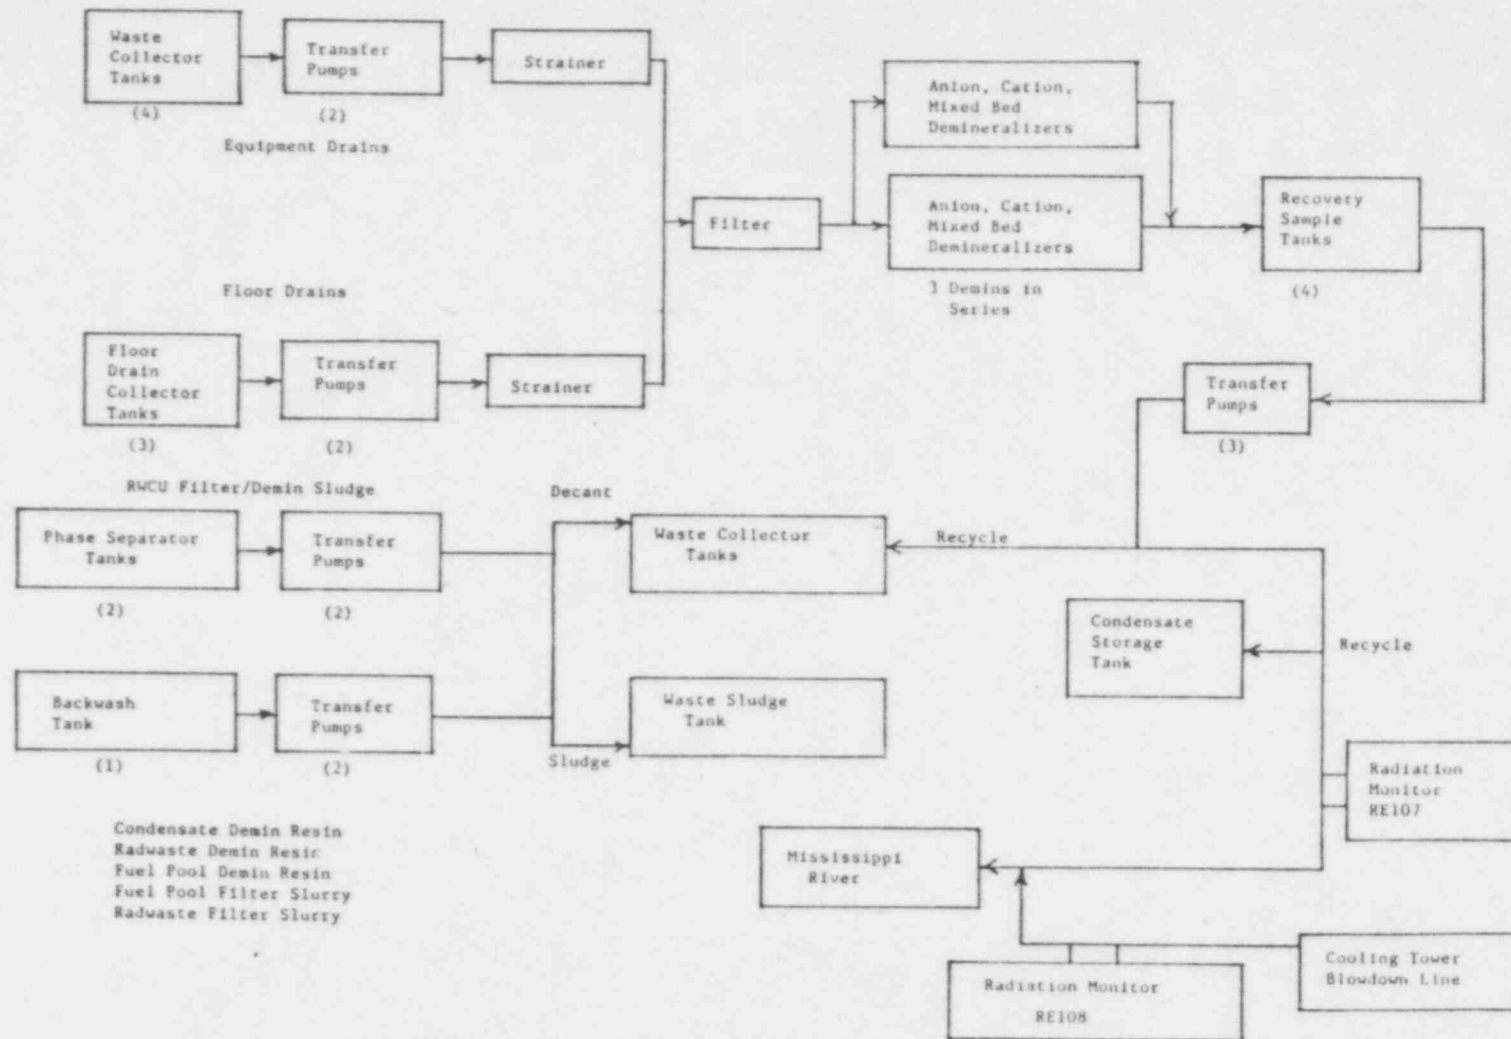 Waste
Collector
Tanks
(4)
Transfer
Pumps
(2)
Strainer
Equipment Drains
Anion, Cation,
Mixed Bed
Demineralizers
Filter
Anion, Cation,
Mixed Bed
Demineralizers
3 Demins in
Series
Recovery
Sample
Tanks
(4)
Floor Drains
Floor
Drain
Collector
Tanks
(3)
Transfer
Pumps
(2)
Strainer
Transfer
Pumps
(3)
RWCU Filter/Demin Sludge
Phase Separator
Tanks
(2)
Transfer
Pumps
(2)
Decant
Waste Collector
Tanks
Recycle
Condensate
Storage
Tank
Recycle
Backwash
Tank
(1)
Transfer
Pumps
(2)
Sludge
Waste Sludge
Tank
Radiation
Monitor
RE107
Condensate Demin Resin
Radwaste Demin Resin
Fuel Pool Demin Resin
Fuel Pool Filter Slurry
Radwaste Filter Slurry
Mississippi
River
Radiation Monitor
RE108
Cooling Tower
Blowdown Line